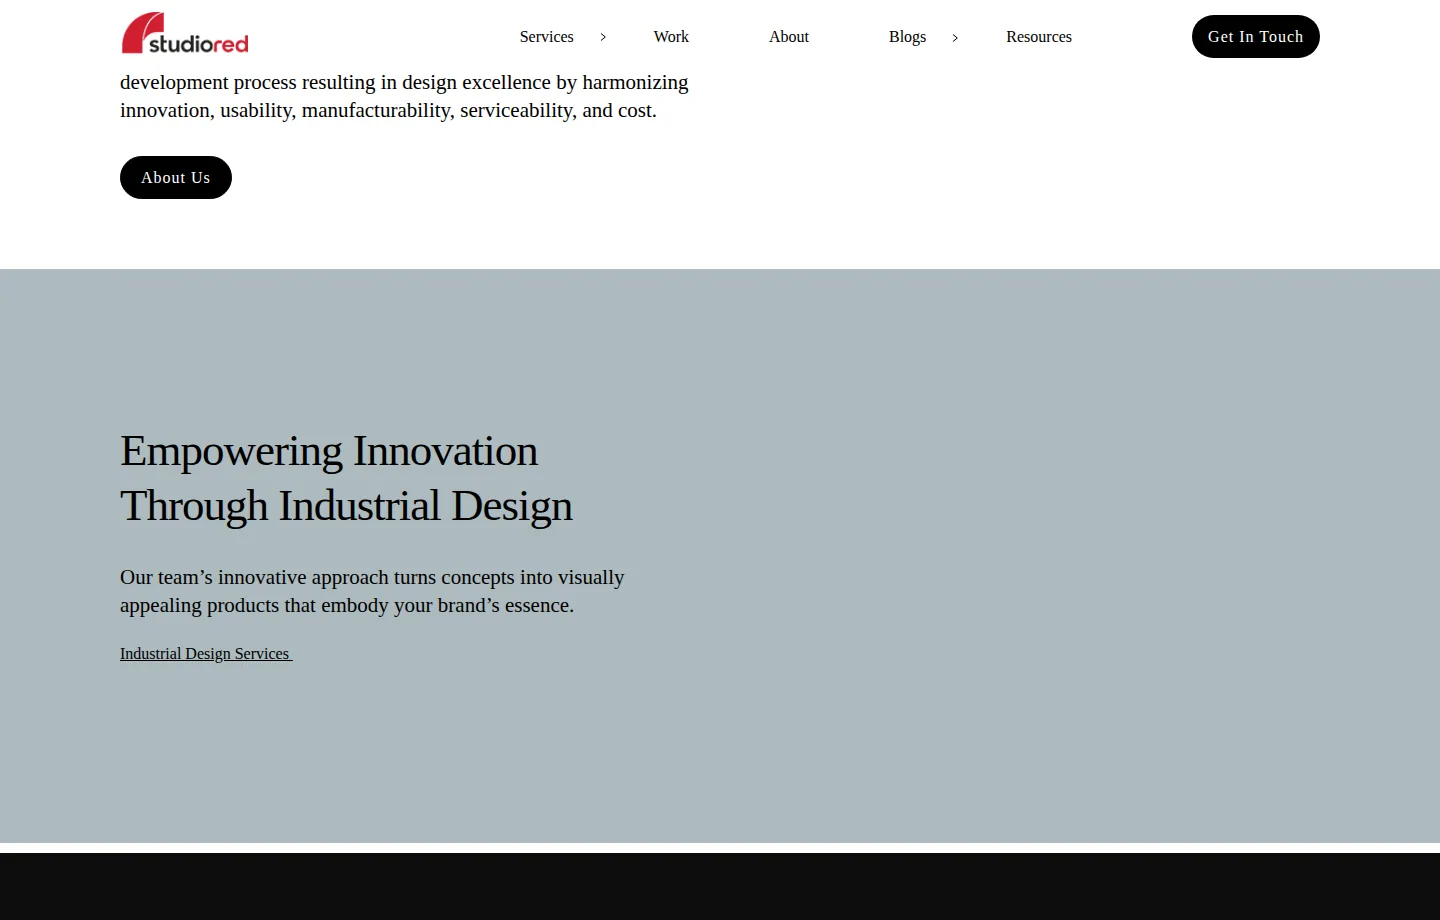 studiored
Services
Work
About
Blogs
Resources
Get In Touch
development process resulting in design excellence by harmonizing
innovation, usability, manufacturability, serviceability, and cost.
About Us
Empowering Innovation
Through Industrial Design
Our team’s innovative approach turns concepts into visually
appealing products that embody your brand’s essence.
Industrial Design Services